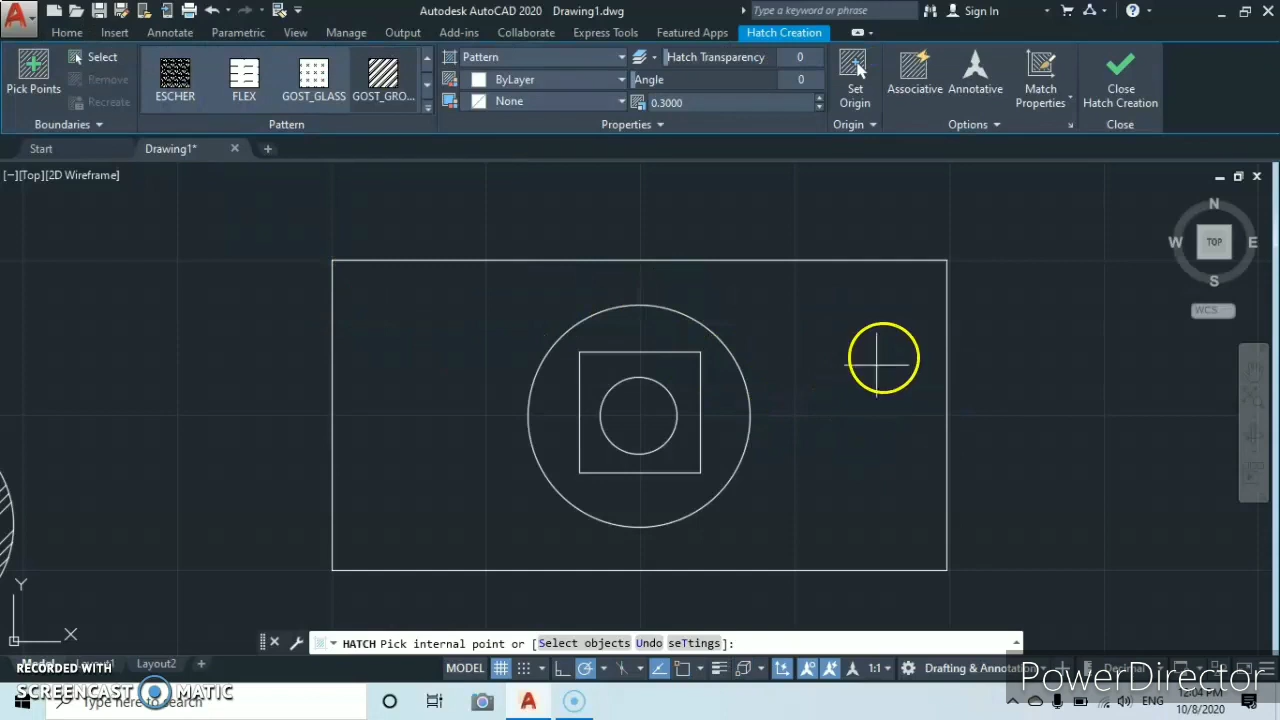 Autodesk AutoCAD 2020 Drawing1.dwg Type a keyword or phrase Sign In
Home Insert Annotate Parametric View Manage Output Add-ins Collaborate Express Tools Featured Apps Hatch Creation
Pick Points Select Remove Recreate
Boundaries
ESCHER FLEX GOST_GLASS GOST_GRO...
Pattern
Pattern Hatch Transparency 0
ByLayer Angle 0
None 0.3000
Properties
Set Origin
Origin
Associative Annotative Match Properties
Options
Close Hatch Creation
Close
Start Drawing1*
[−][Top][2D Wireframe]
N
W TOP E
S
WCS
Y
X
HATCH Pick internal point or [Select objects Undo seTtings]:
Layout2 MODEL 1:1 Drafting & Annotation Decimal
RECORDED WITH
SCREENCAST MATIC
PowerDirector
Type here to search
ENG
12:04 PM
10/8/2020